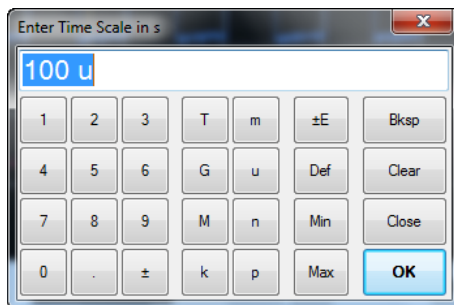 Enter Time Scale in s
100 u
1 2 3 T m ±E Bksp
4 5 6 G u Def Clear
7 8 9 M n Min Close
0 . ± k p Max OK